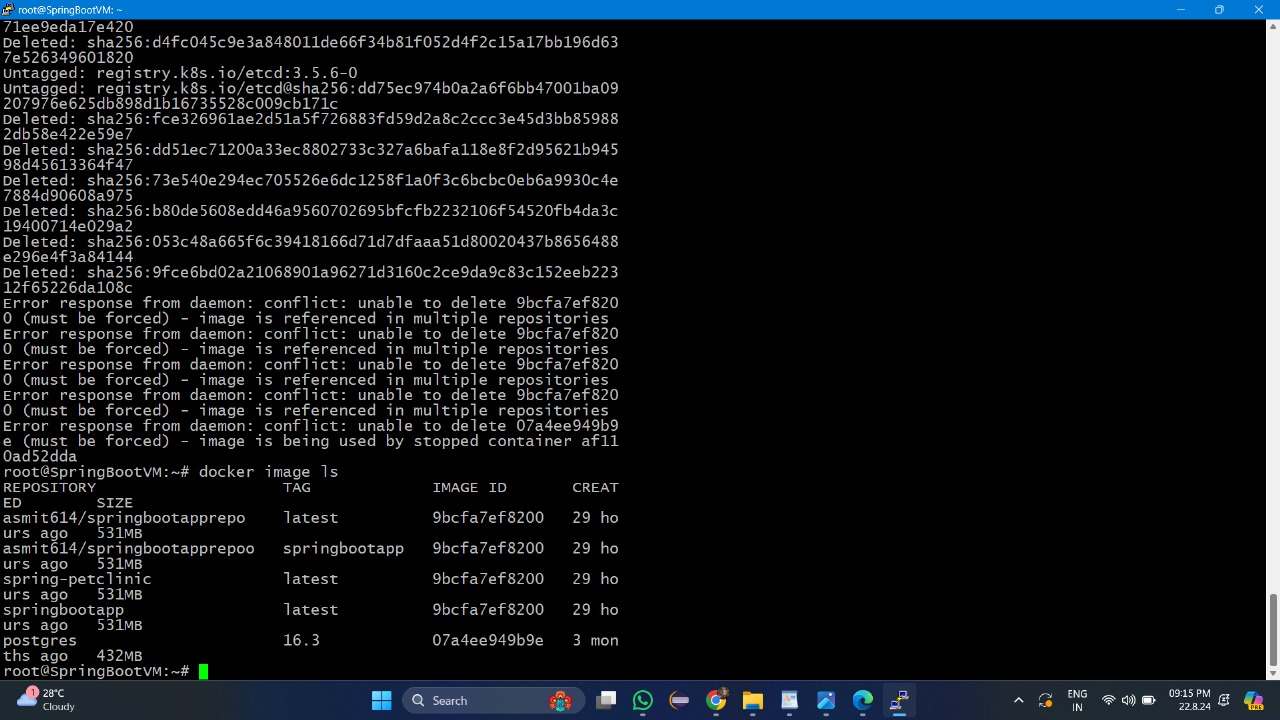 root@SpringBootVM: ~
71ee9eda17e420
Deleted: sha256:d4fc045c9e3a848011de66f34b81f052d4f2c15a17bb196d63
7e526349601820
Untagged: registry.k8s.io/etcd:3.5.6-0
Untagged: registry.k8s.io/etcd@sha256:dd75ec974b0a2a6f6bb47001ba09
207976e625db898d1b16735528c009cb171c
Deleted: sha256:fce326961ae2d51a5f726883fd59d2a8c2ccc3e45d3bb85988
2db58e422e59e7
Deleted: sha256:dd51ec71200a33ec8802733c327a6bafa118e8f2d95621b945
98d45613364f47
Deleted: sha256:73e540e294ec705526e6dc1258f1a0f3c6bcbc0eb6a9930c4e
7884d90608a975
Deleted: sha256:b80de5608edd46a9560702695bfcfb2232106f54520fb4da3c
19400714e029a2
Deleted: sha256:053c48a665f6c39418166d71d7dfaaa51d80020437b8656488
e296e4f3a84144
Deleted: sha256:9fce6bd02a21068901a96271d3160c2ce9da9c83c152eeb223
12f65226da108c
Error response from daemon: conflict: unable to delete 9bcfa7ef820
0 (must be forced) - image is referenced in multiple repositories
Error response from daemon: conflict: unable to delete 9bcfa7ef820
0 (must be forced) - image is referenced in multiple repositories
Error response from daemon: conflict: unable to delete 9bcfa7ef820
0 (must be forced) - image is referenced in multiple repositories
Error response from daemon: conflict: unable to delete 9bcfa7ef820
0 (must be forced) - image is referenced in multiple repositories
Error response from daemon: conflict: unable to delete 07a4ee949b9
e (must be forced) - image is being used by stopped container af11
0ad52dda
root@SpringBootVM:~# docker image ls
REPOSITORY TAG IMAGE ID CREAT
ED SIZE
asmit614/springbootapprepo latest 9bcfa7ef8200 29 ho
urs ago 531MB
asmit614/springbootapprepoo springbootapp 9bcfa7ef8200 29 ho
urs ago 531MB
spring-petclinic latest 9bcfa7ef8200 29 ho
urs ago 531MB
springbootapp latest 9bcfa7ef8200 29 ho
urs ago 531MB
postgres 16.3 07a4ee949b9e 3 mon
ths ago 432MB
root@SpringBootVM:~#
1
28°C
Cloudy
Search
ENG
IN
09:15 PM
22.8.24
PRE